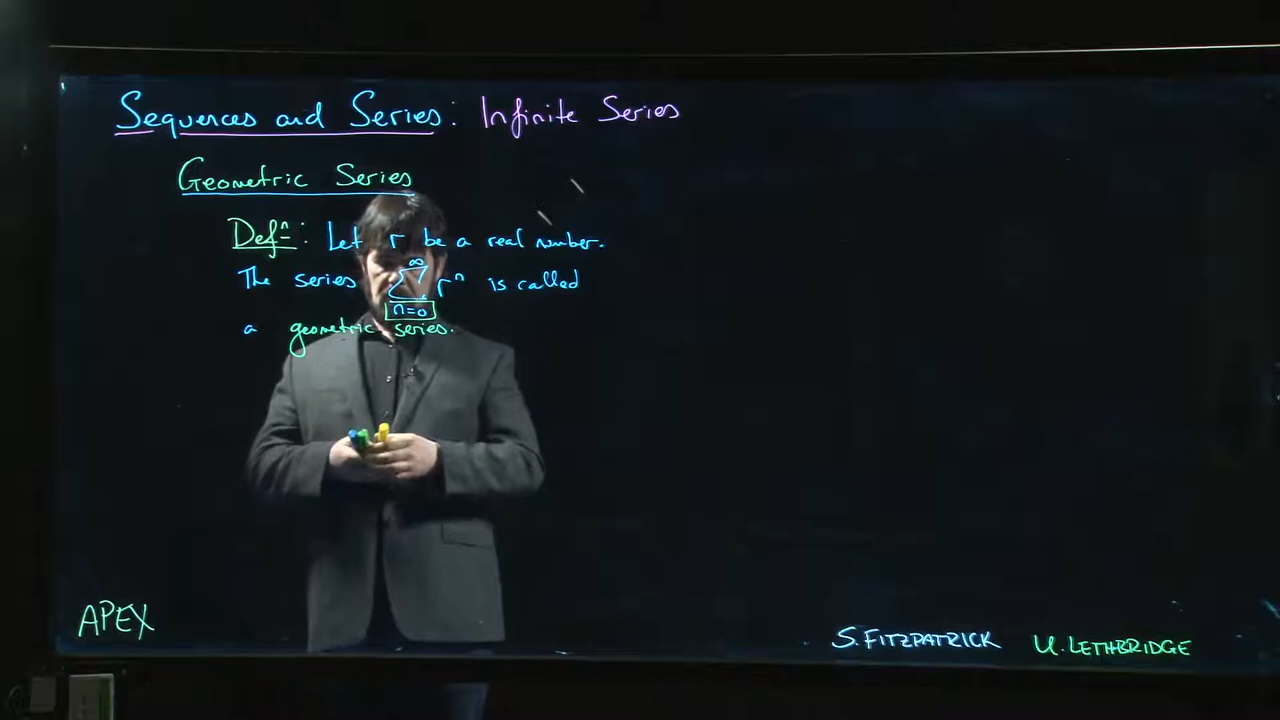 Sequences and Series: Infinite Series
Geometric Series
Defⁿ: Let r be a real number.
The series ∞ Σ n=0 rⁿ is called
a geometric series.
APEX
S. FITZPATRICK U. LETHBRIDGE